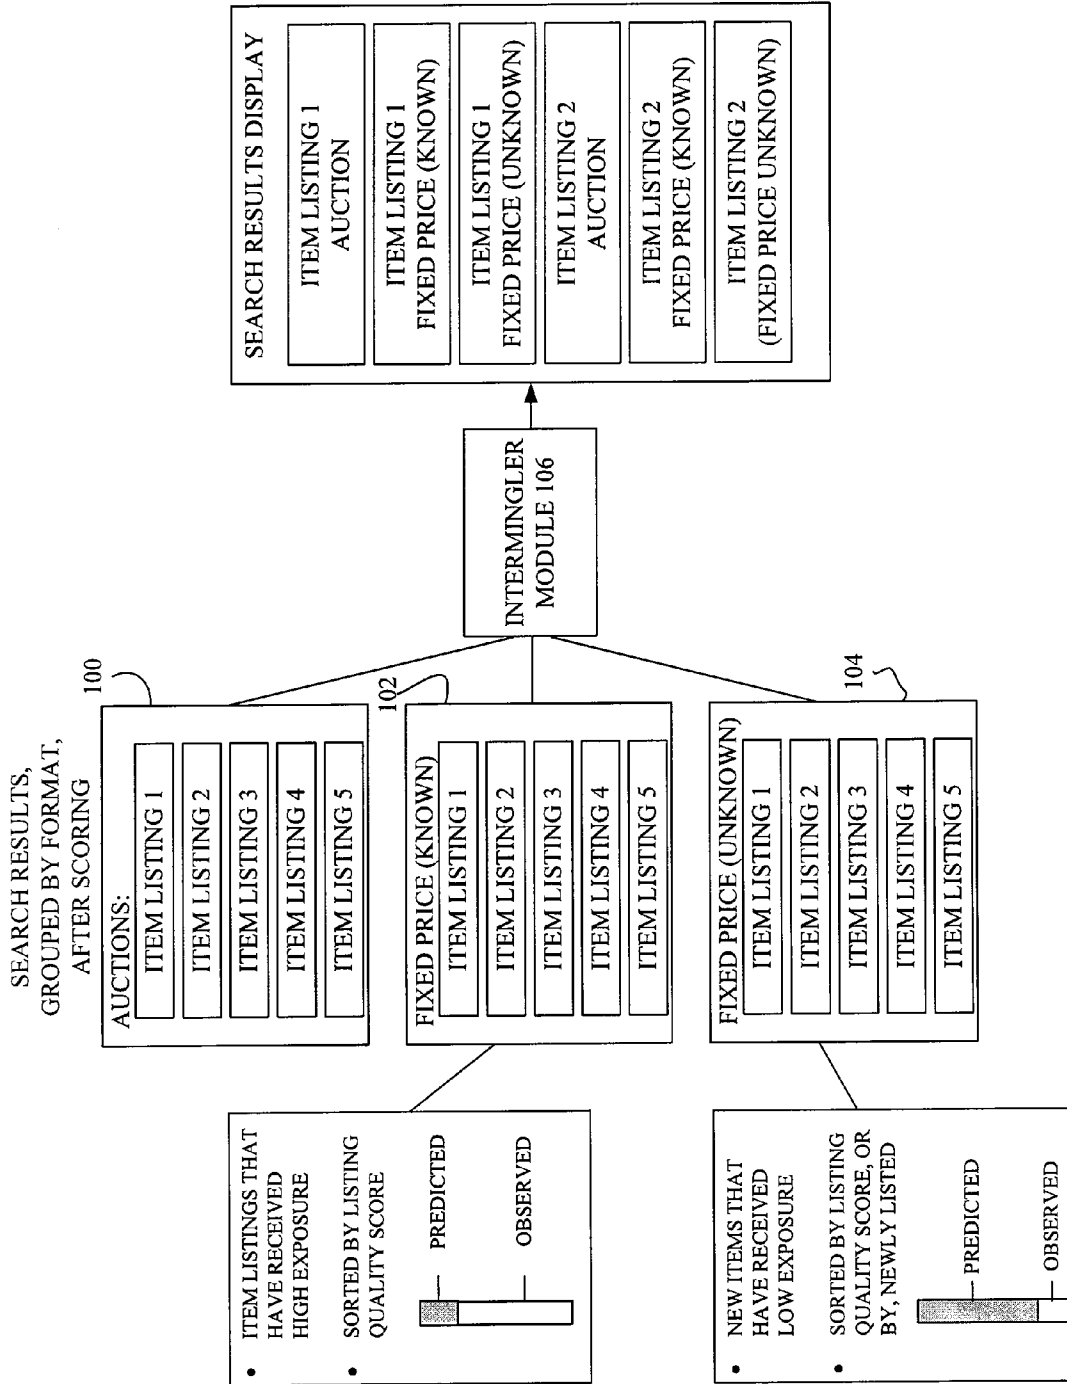 SEARCH RESULTS,
GROUPED BY FORMAT,
AFTER SCORING
100
AUCTIONS:
ITEM LISTING 1
ITEM LISTING 2
ITEM LISTING 3
ITEM LISTING 4
ITEM LISTING 5
102
FIXED PRICE (KNOWN)
ITEM LISTING 1
ITEM LISTING 2
ITEM LISTING 3
ITEM LISTING 4
ITEM LISTING 5
104
FIXED PRICE (UNKNOWN)
ITEM LISTING 1
ITEM LISTING 2
ITEM LISTING 3
ITEM LISTING 4
ITEM LISTING 5
• ITEM LISTINGS THAT
HAVE RECEIVED
HIGH EXPOSURE
• SORTED BY LISTING
QUALITY SCORE
PREDICTED
OBSERVED
• NEW ITEMS THAT
HAVE RECEIVED
LOW EXPOSURE
• SORTED BY LISTING
QUALITY SCORE, OR
BY, NEWLY LISTED
PREDICTED
OBSERVED
INTERMINGLER
MODULE 106
SEARCH RESULTS DISPLAY
ITEM LISTING 1
AUCTION
ITEM LISTING 1
FIXED PRICE (KNOWN)
ITEM LISTING 1
FIXED PRICE (UNKNOWN)
ITEM LISTING 2
AUCTION
ITEM LISTING 2
FIXED PRICE (KNOWN)
ITEM LISTING 2
(FIXED PRICE UNKNOWN)